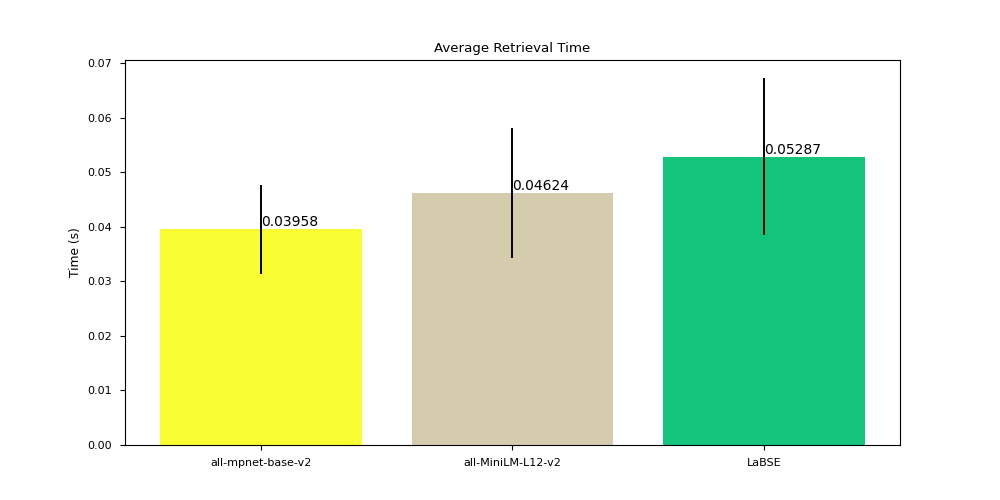 Average Retrieval Time
Time (s)
0.07
0.06
0.05
0.04
0.03
0.02
0.01
0.00
0.03958
0.04624
0.05287
all-mpnet-base-v2
all-MiniLM-L12-v2
LaBSE